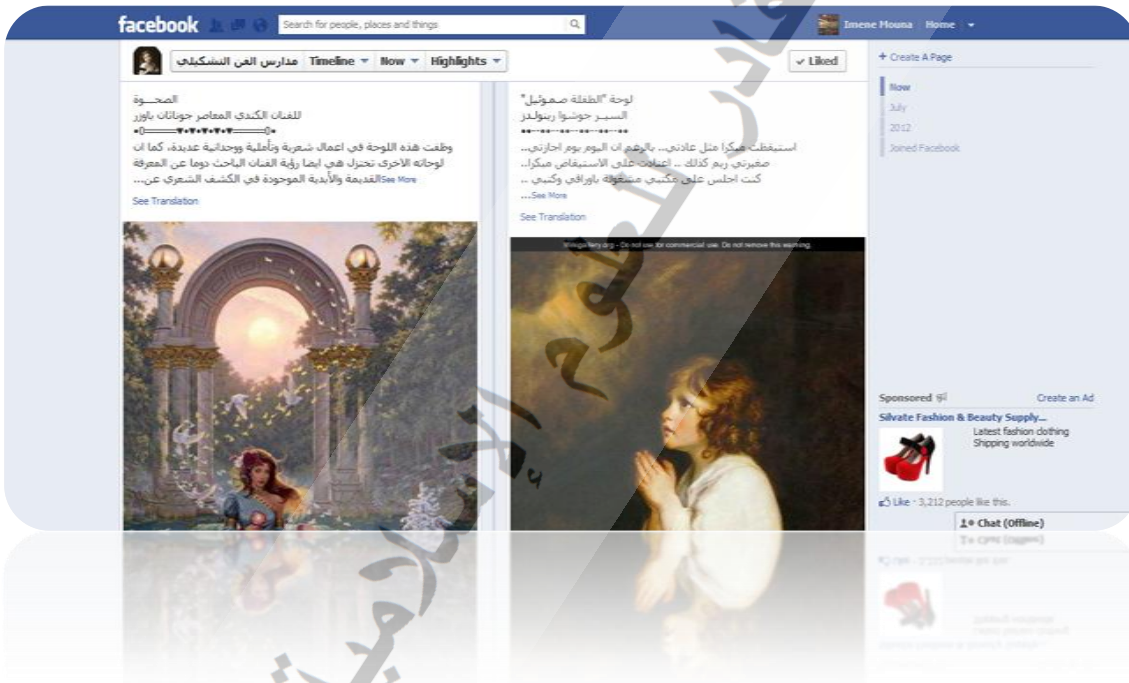 facebook
Search for people, places and things
Imene Mouna Home
مدارس الفن التشكيلي Timeline Now Highlights
Liked
الصحـــوة
للفنان الكندي المعاصر جوناثان باوزر
وظفت هذه اللوحة في اعمال شعرية وتأملية ووجدانية عديدة، كما ان
لوحاته الاخرى تختزل هي ايضا رؤية الفنان الباحث دوما عن المعرفة
القديمة والأبدية الموجودة في الكشف الشعري عن... See More
See Translation
لوحة "الطفلة صموئيل"
السيـر جوشوا رينولـدز
استيقظت مبكرا مثل عادتي.. بالرغم ان اليوم يوم اجازتي..
صغيرتي ريم كذلك .. اعتادت على الاستيقاض مبكرا..
كنت اجلس على مكتبي مشغولة باوراقي وكتبي ..
...See More
See Translation
Do not use for commercial use. Do not remove this warning.
+ Create A Page
Now
July
2012
Joined Facebook
Sponsored
Create an Ad
Silvate Fashion & Beauty Supply...
Latest fashion clothing
Shipping worldwide
Like · 3,212 people like this.
Chat (Offline)